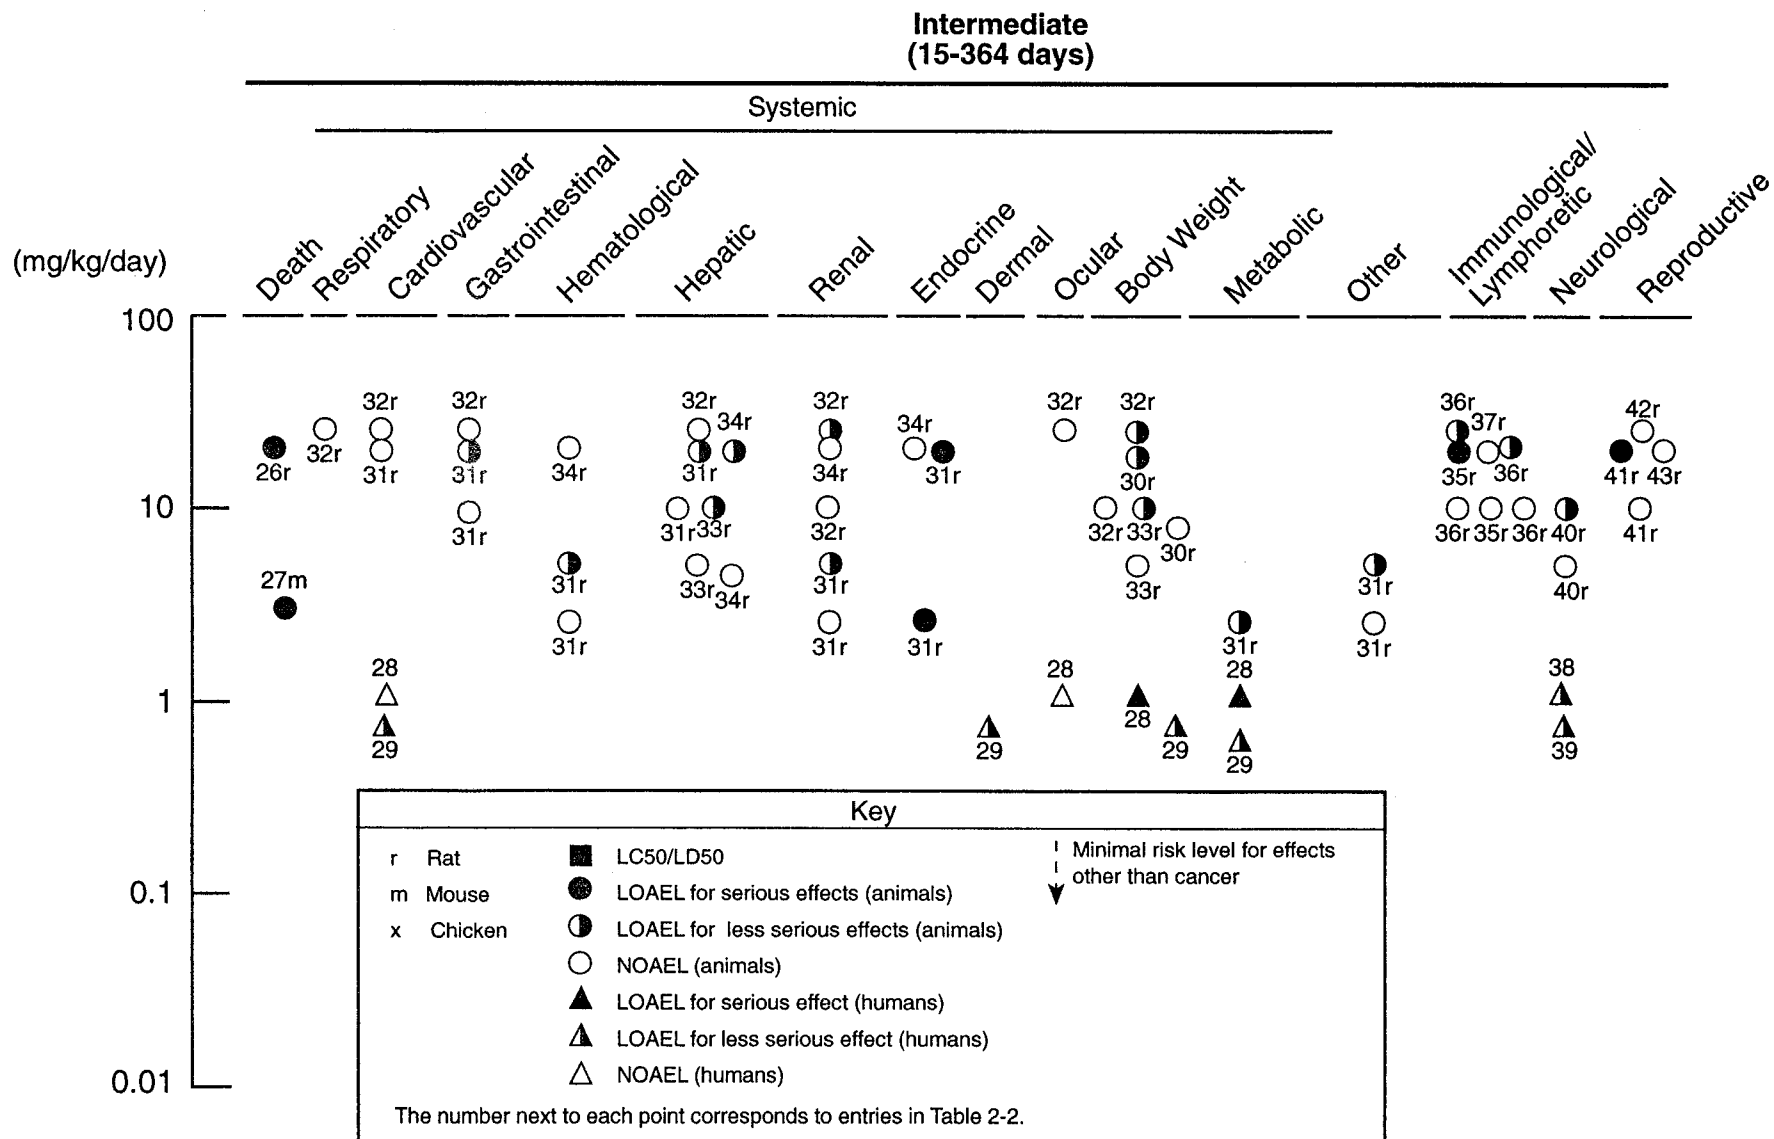 Intermediate
(15-364 days)
Systemic
(mg/kg/day)
Death
Respiratory
Cardiovascular
Gastrointestinal
Hematological
Hepatic
Renal
Endocrine
Dermal
Ocular
Body Weight
Metabolic
Other
Immunological/
Lymphoretic
Neurological
Reproductive
100
32r 32r 32r 34r 32r 34r 32r 32r 36r 37r 42r
26r 32r 31r 31r 34r 31r 34r 31r 30r 35r 36r 41r 43r
10
31r 31r 33r 32r 32r 33r 30r 36r 35r 36r 40r 41r
27m 31r 33r 34r 31r 33r 31r 40r
31r 31r 31r 31r 31r
28 28 28 38
1
28
29 29 29 29 39
Key
r Rat
LC50/LD50
Minimal risk level for effects
other than cancer
0.1
m Mouse
LOAEL for serious effects (animals)
x Chicken
LOAEL for less serious effects (animals)
NOAEL (animals)
LOAEL for serious effect (humans)
LOAEL for less serious effect (humans)
NOAEL (humans)
0.01
The number next to each point corresponds to entries in Table 2-2.